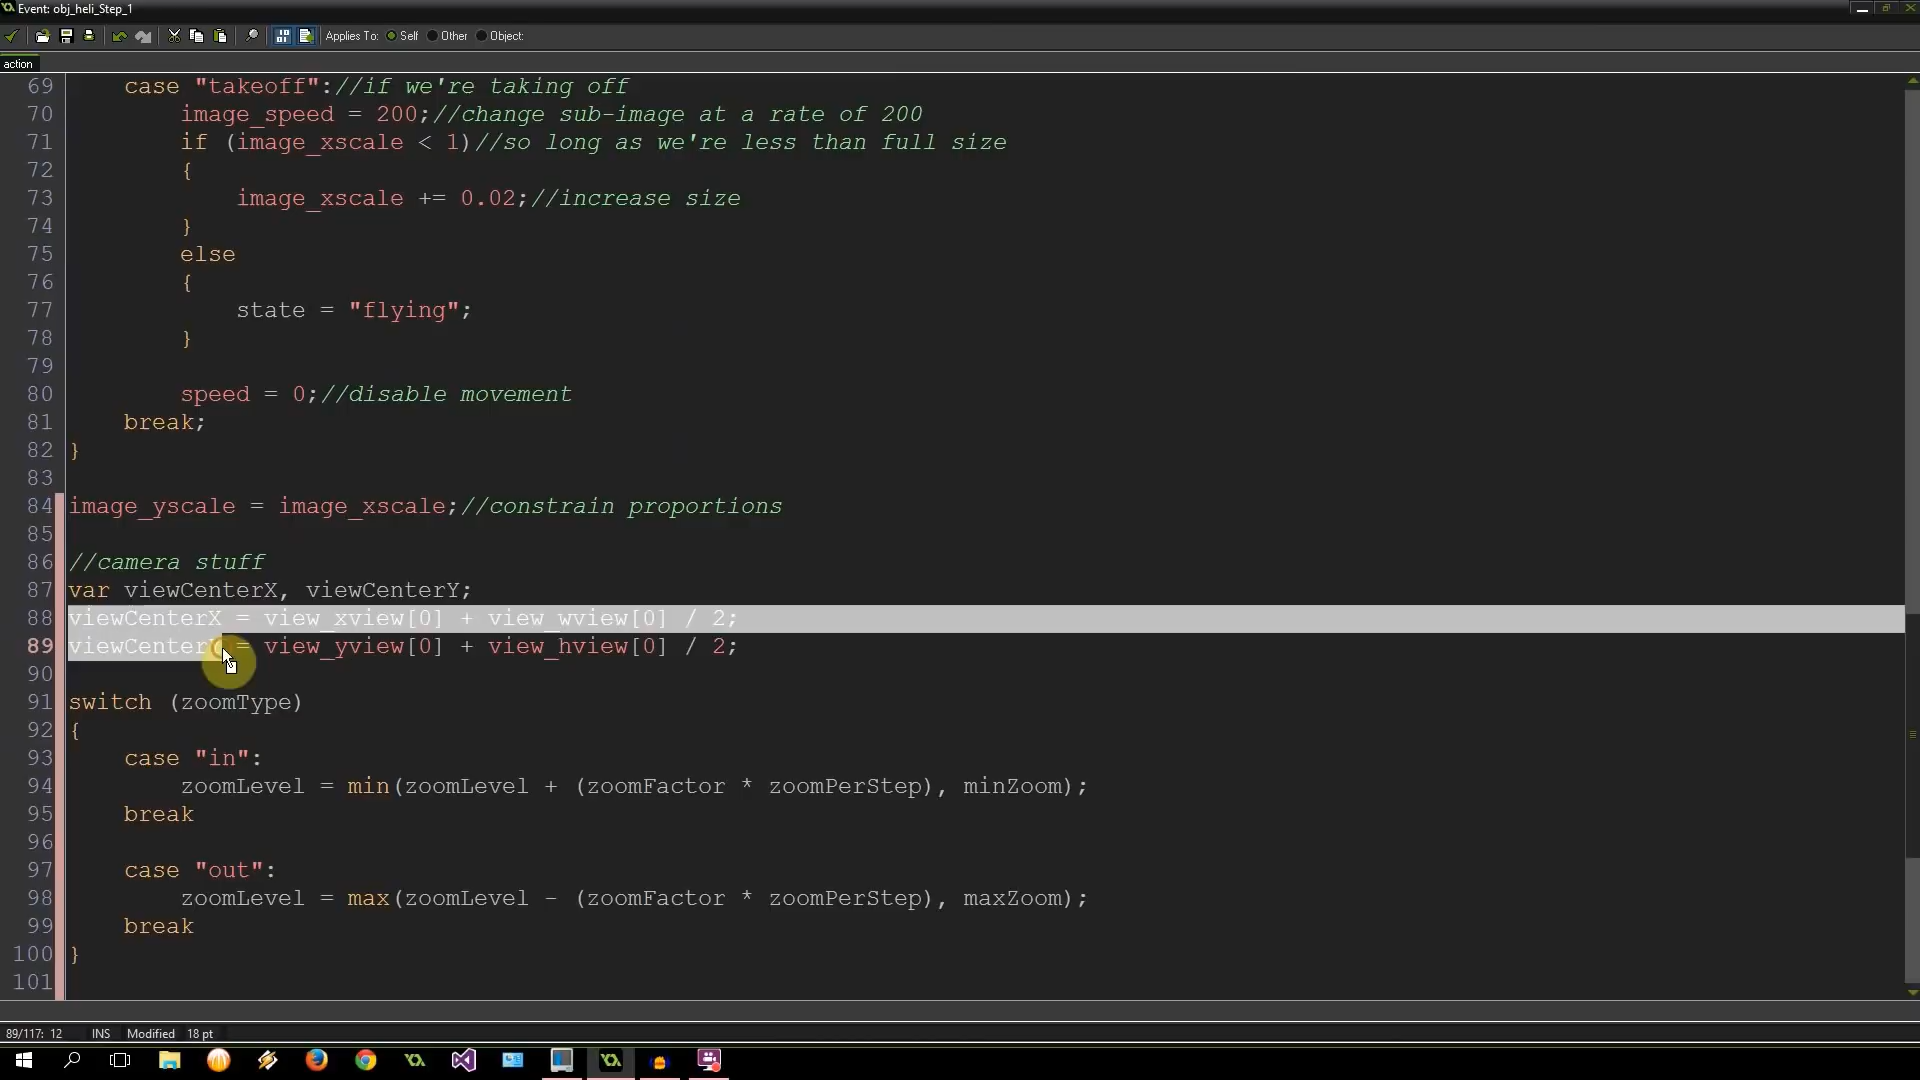 Event: obj_heli_Step_1
Applies To: Self Other Object:
action
69 case "takeoff"://if we're taking off
70 image_speed = 200;//change sub-image at a rate of 200
71 if (image_xscale < 1)//so long as we're less than full size
72 {
73 image_xscale += 0.02;//increase size
74 }
75 else
76 {
77 state = "flying";
78 }
79
80 speed = 0;//disable movement
81 break;
82 }
83
84 image_yscale = image_xscale;//constrain proportions
85
86 //camera stuff
87 var viewCenterX, viewCenterY;
88 viewCenterX = view_xview[0] + view_wview[0] / 2;
89 viewCenterY = view_yview[0] + view_hview[0] / 2;
90
91 switch (zoomType)
92 {
93 case "in":
94 zoomLevel = min(zoomLevel + (zoomFactor * zoomPerStep), minZoom);
95 break
96
97 case "out":
98 zoomLevel = max(zoomLevel - (zoomFactor * zoomPerStep), maxZoom);
99 break
100 }
101
89/117: 12 INS Modified 18 pt